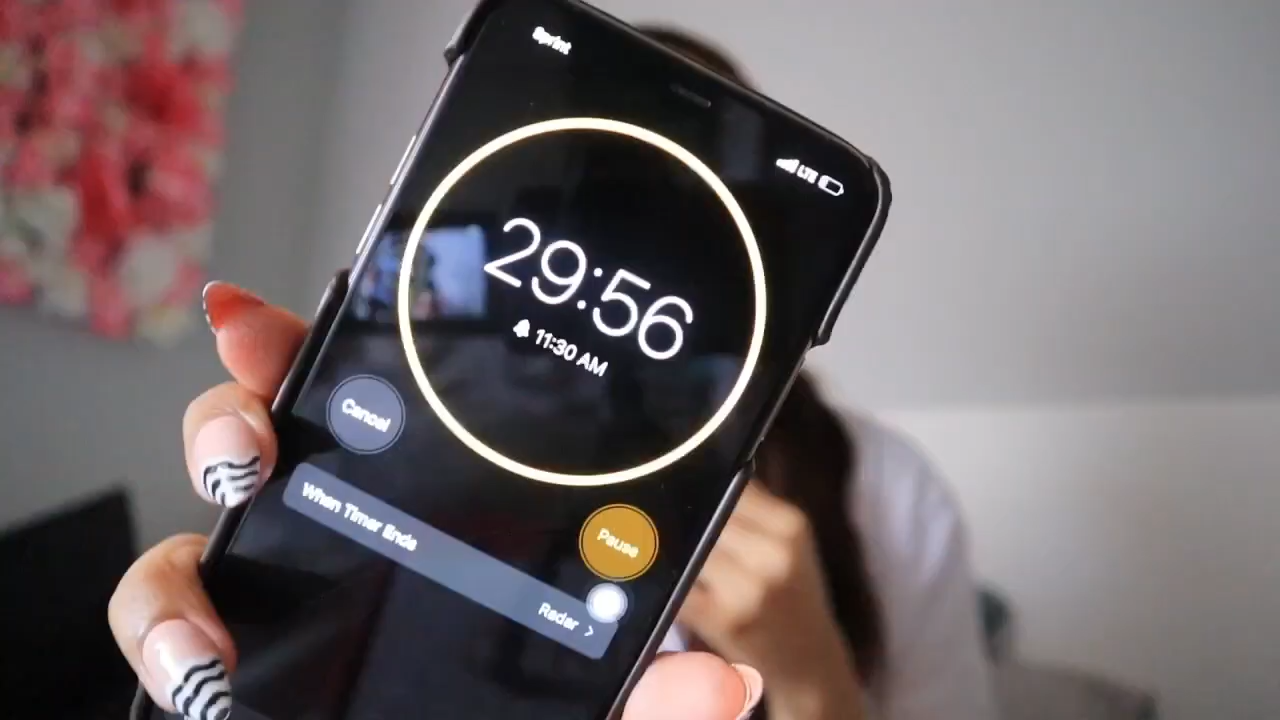 Sprint
LTE
29:56
11:30 AM
Cancel
Pause
When Timer Ends
Radar >